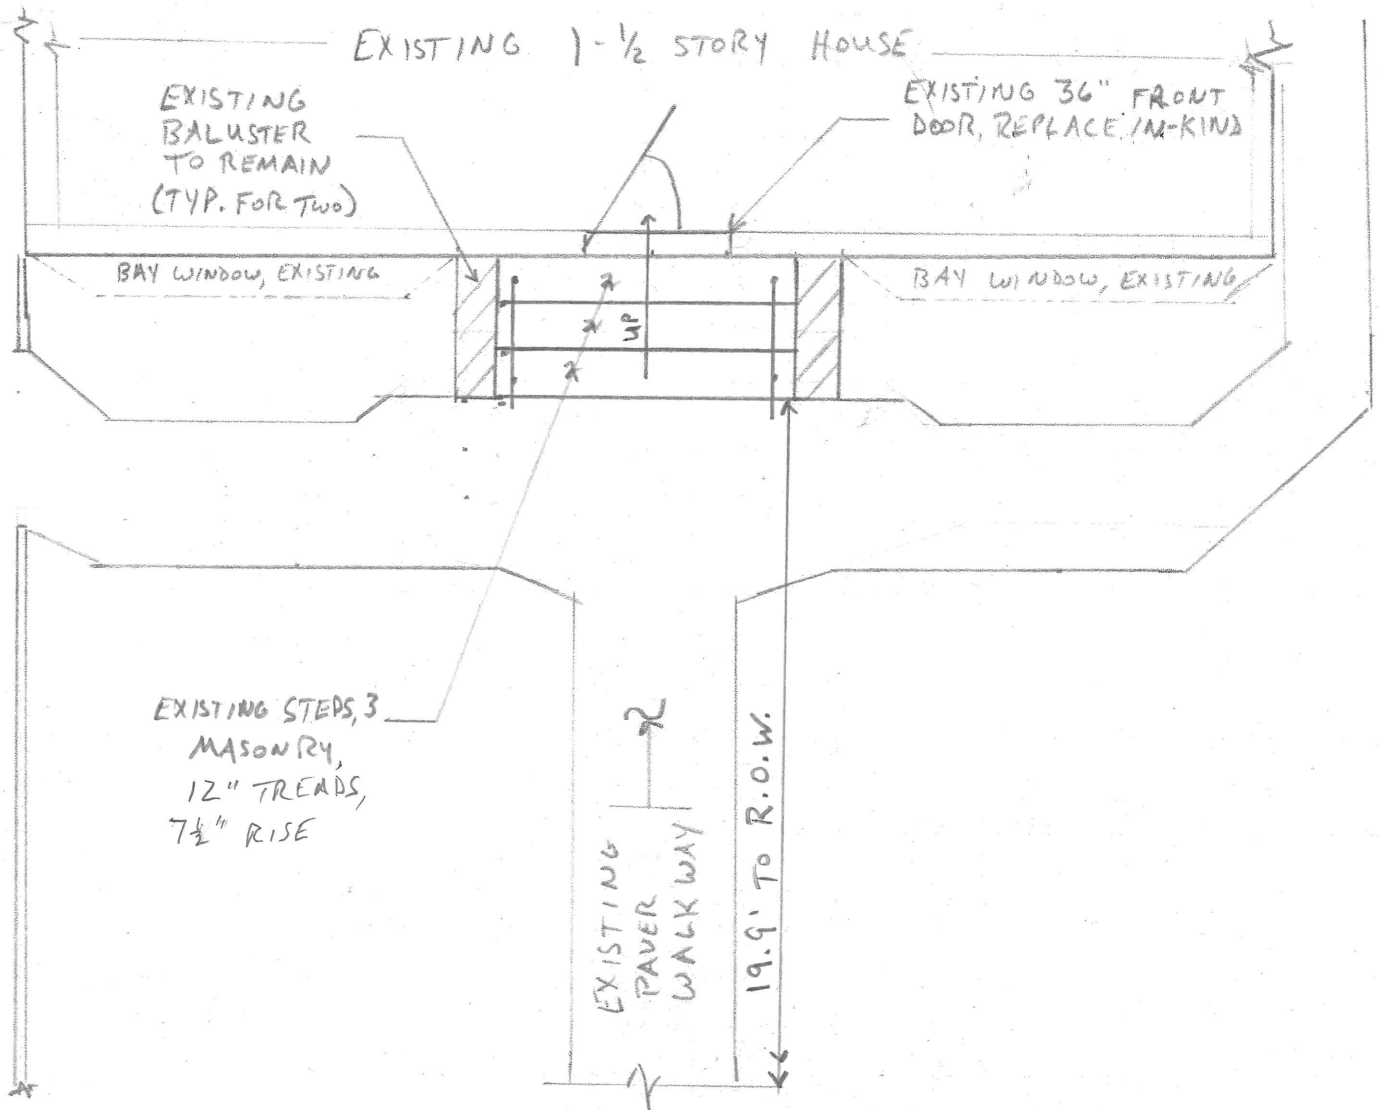 EXISTING 1-½ STORY HOUSE
EXISTING
BALUSTER
TO REMAIN
(TYP. FOR TWO)
EXISTING 36" FRONT
DOOR, REPLACE IN-KIND
BAY WINDOW, EXISTING
BAY WINDOW, EXISTING
UP
EXISTING STEPS, 3
MASONRY,
12" TREADS,
7½" RISE
EXISTING
PAVER
WALKWAY
19.9' TO R.O.W.